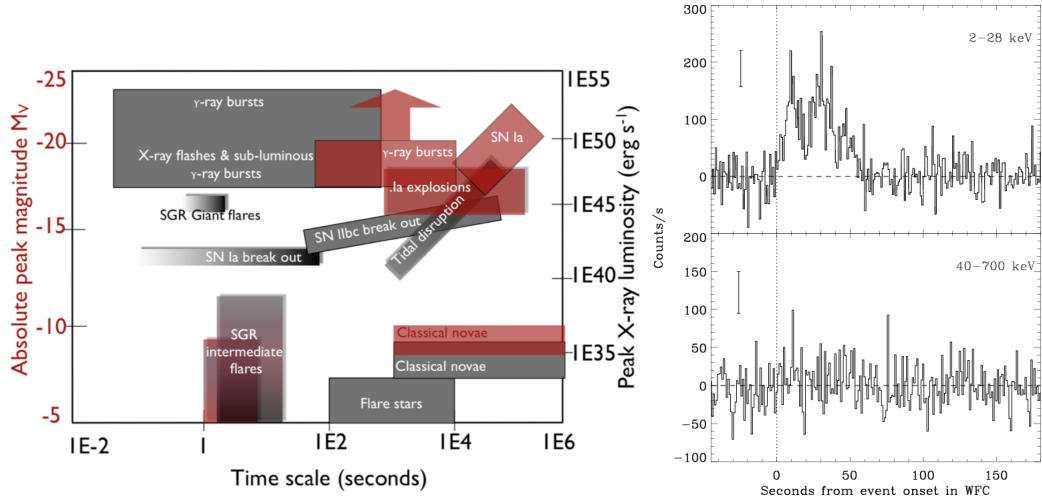 Absolute peak magnitude Mv
-25
-20
-15
-10
-5
γ-ray bursts
X-ray flashes & sub-luminous
γ-ray bursts
SGR Giant flares
SN Ia break out
SGR
intermediate
flares
SN IIbc break out
γ-ray bursts
.Ia explosions
SN Ia
Tidal disruption
Classical novae
Classical novae
Flare stars
1E55
1E50
1E45
1E40
1E35
Peak X-ray luminosity (erg s-1)
1E-2
1
1E2
1E4
1E6
Time scale (seconds)
300
200
100
0
2-28 keV
Counts/s
200
150
100
50
0
-50
-100
40-700 keV
0
50
100
150
Seconds from event onset in WFC